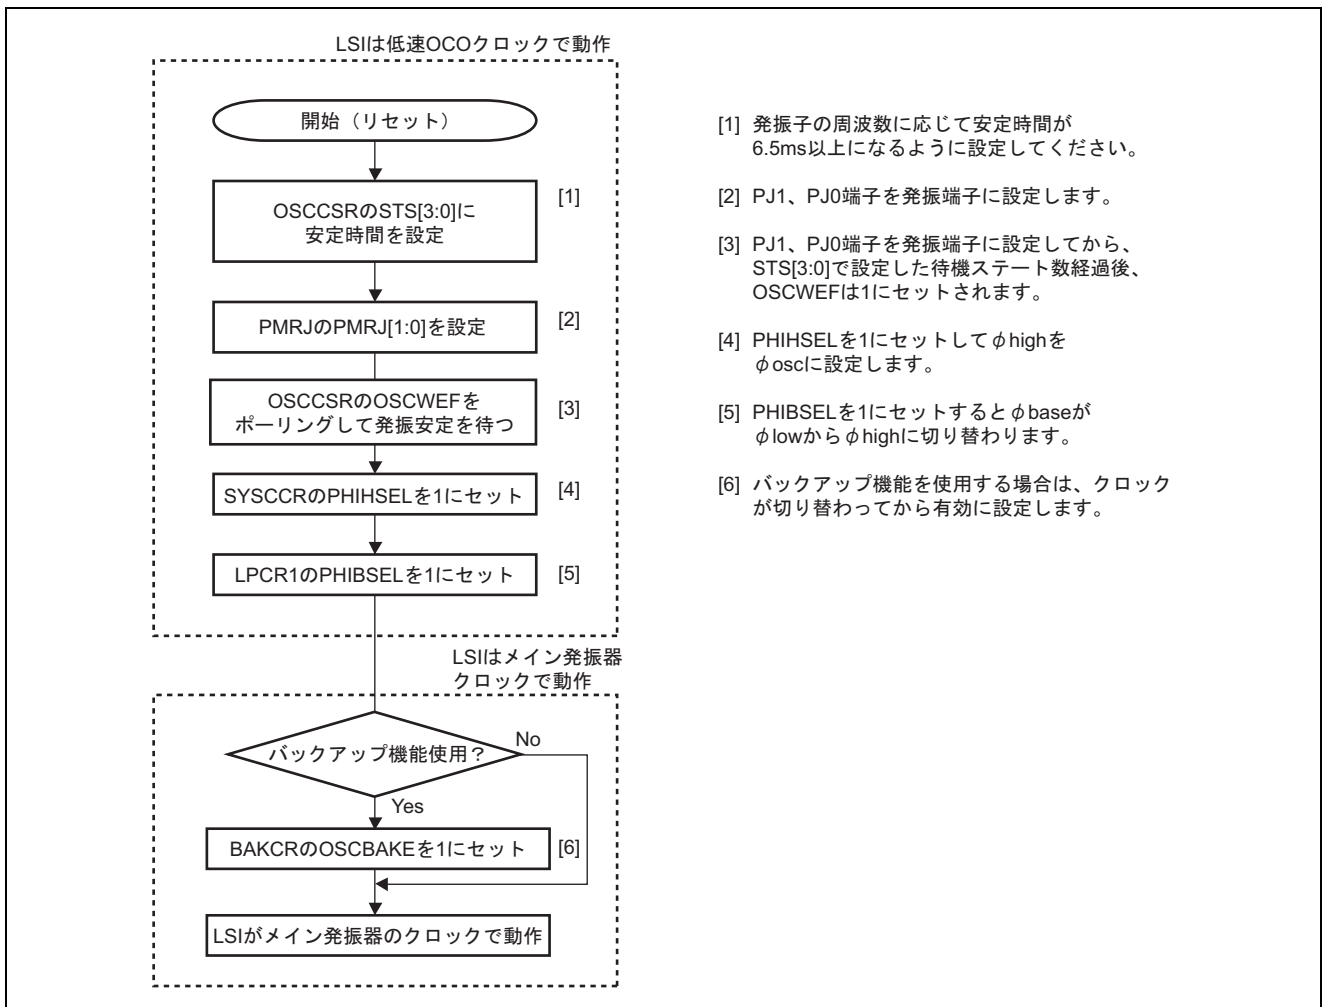 LSIは低速OCOクロックで動作
開始（リセット）
OSCCSRのSTS[3:0]に
安定時間を設定
[1]
PMRJのPMRJ[1:0]を設定
[2]
OSCCSRのOSCWEFを
ポーリングして発振安定を待つ
[3]
SYSCCRのPHIHSELを1にセット
[4]
LPCR1のPHIBSELを1にセット
[5]
LSIはメイン発振器
クロックで動作
バックアップ機能使用？
No
Yes
BAKCRのOSCBAKEを1にセット
[6]
LSIがメイン発振器のクロックで動作
[1] 発振子の周波数に応じて安定時間が
6.5ms以上になるように設定してください。
[2] PJ1、PJ0端子を発振端子に設定します。
[3] PJ1、PJ0端子を発振端子に設定してから、
STS[3:0]で設定した待機ステート数経過後、
OSCWEFは1にセットされます。
[4] PHIHSELを1にセットしてφhighを
φoscに設定します。
[5] PHIBSELを1にセットするとφbaseが
φlowからφhighに切り替わります。
[6] バックアップ機能を使用する場合は、クロック
が切り替わってから有効に設定します。